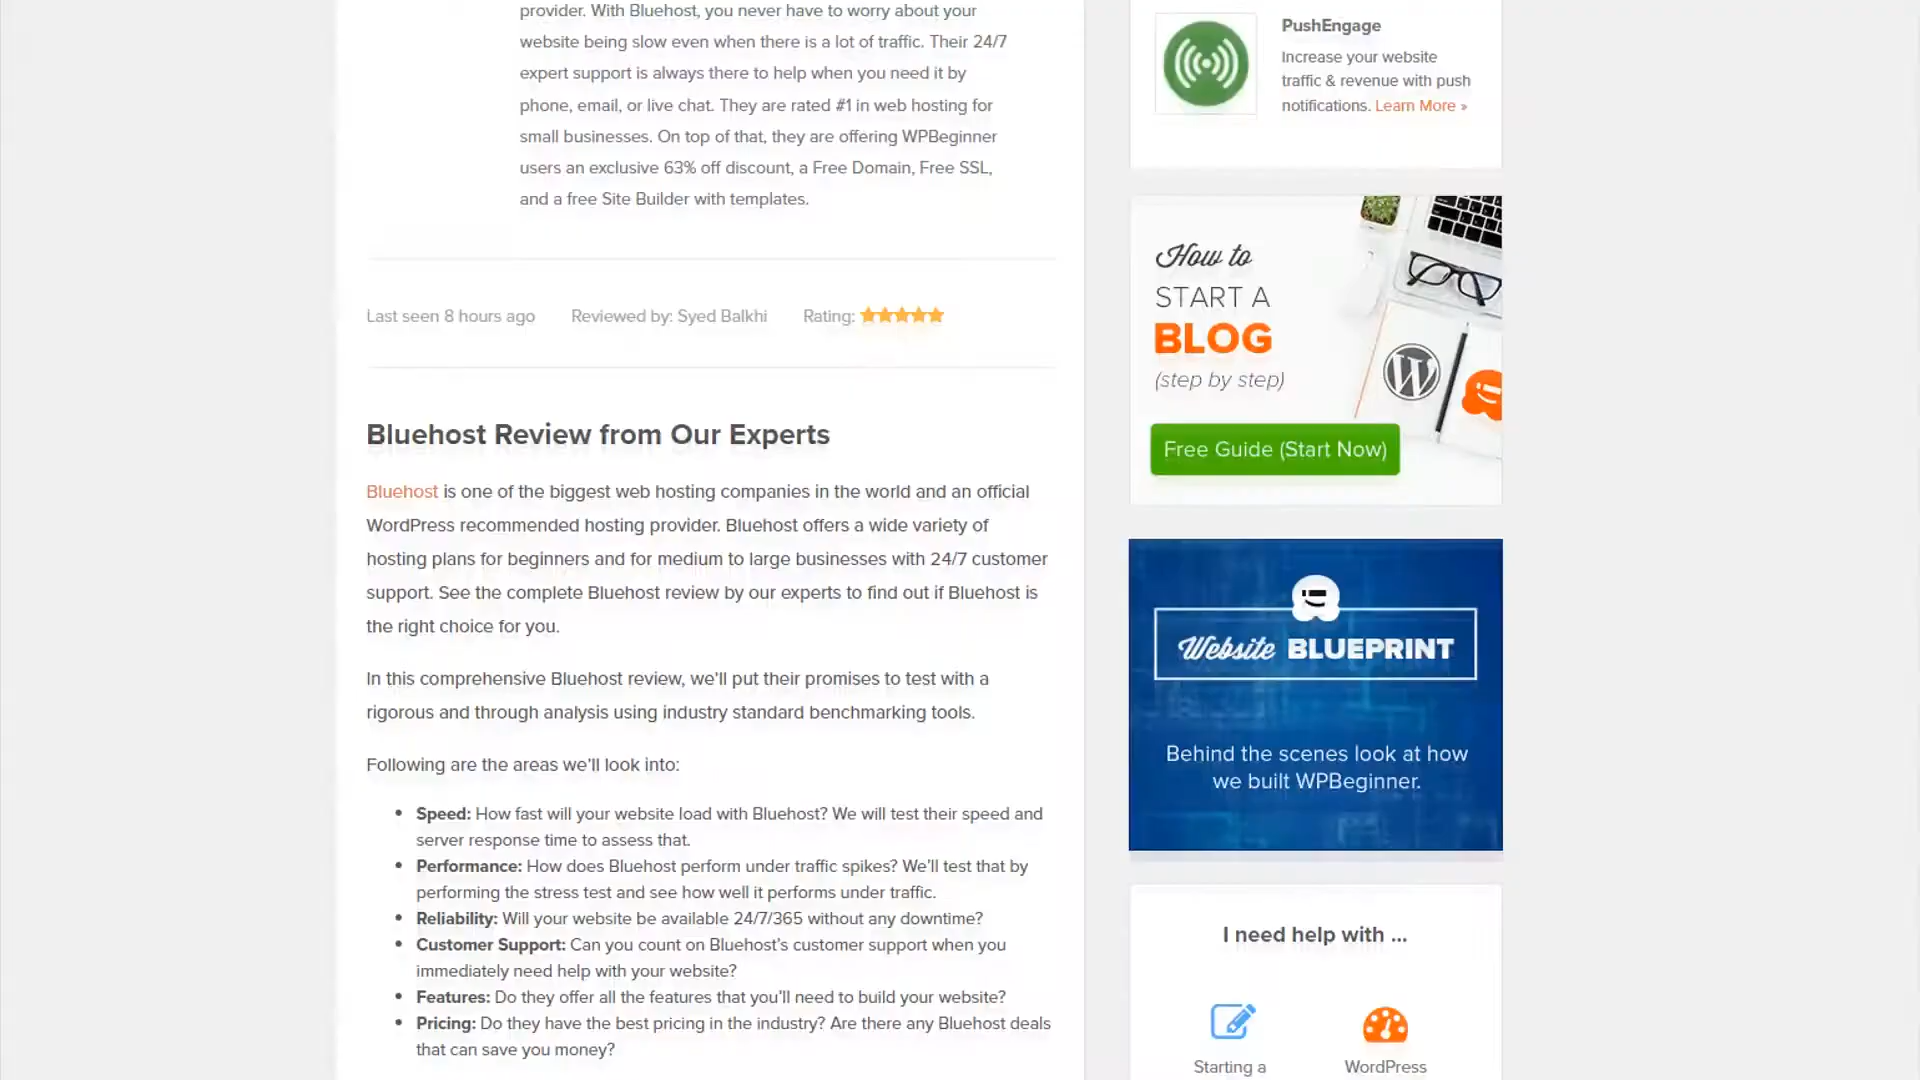 provider. With Bluehost, you never have to worry about your
website being slow even when there is a lot of traffic. Their 24/7
expert support is always there to help when you need it by
phone, email, or live chat. They are rated #1 in web hosting for
small businesses. On top of that, they are offering WPBeginner
users an exclusive 63% off discount, a Free Domain, Free SSL,
and a free Site Builder with templates.
Last seen 8 hours ago Reviewed by: Syed Balkhi Rating:
Bluehost Review from Our Experts
Bluehost is one of the biggest web hosting companies in the world and an official
WordPress recommended hosting provider. Bluehost offers a wide variety of
hosting plans for beginners and for medium to large businesses with 24/7 customer
support. See the complete Bluehost review by our experts to find out if Bluehost is
the right choice for you.
In this comprehensive Bluehost review, we'll put their promises to test with a
rigorous and through analysis using industry standard benchmarking tools.
Following are the areas we'll look into:
• Speed: How fast will your website load with Bluehost? We will test their speed and
server response time to assess that.
• Performance: How does Bluehost perform under traffic spikes? We'll test that by
performing the stress test and see how well it performs under traffic.
• Reliability: Will your website be available 24/7/365 without any downtime?
• Customer Support: Can you count on Bluehost's customer support when you
immediately need help with your website?
• Features: Do they offer all the features that you'll need to build your website?
• Pricing: Do they have the best pricing in the industry? Are there any Bluehost deals
that can save you money?
PushEngage
Increase your website
traffic & revenue with push
notifications. Learn More »
How to
START A
BLOG
(step by step)
Free Guide (Start Now)
Website BLUEPRINT
Behind the scenes look at how
we built WPBeginner.
I need help with ...
Starting a
WordPress